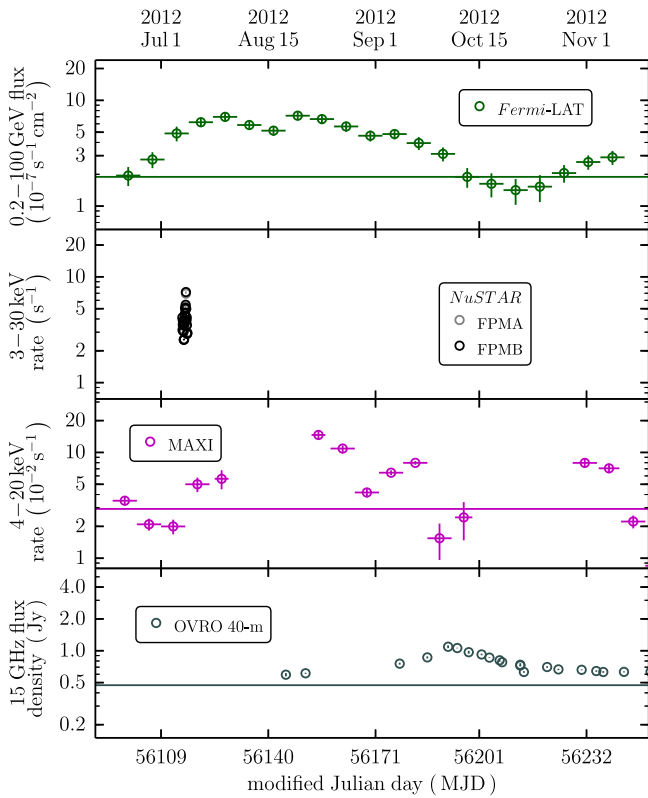 2012 2012 2012 2012 2012
Jul 1 Aug 15 Sep 1 Oct 15 Nov 1
0.2−100 GeV flux
(10⁻⁷ s⁻¹ cm⁻²)
20
10
5
3
1
Fermi-LAT
3−30 keV
rate (s⁻¹)
20
10
5
2
1
NuSTAR
FPMA
FPMB
4−20 keV
rate (10⁻² s⁻¹)
20
10
5
2
1
MAXI
15 GHz flux
density (Jy)
4.0
2.0
1.0
0.5
0.2
OVRO 40-m
56109 56140 56171 56201 56232
modified Julian day (MJD)